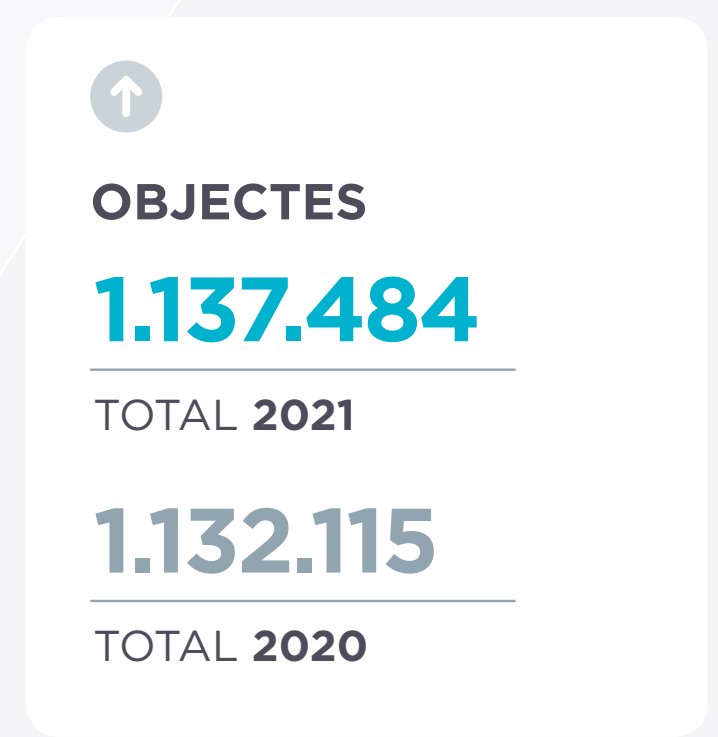 OBJECTES
1.137.484
TOTAL 2021
1.132.115
TOTAL 2020